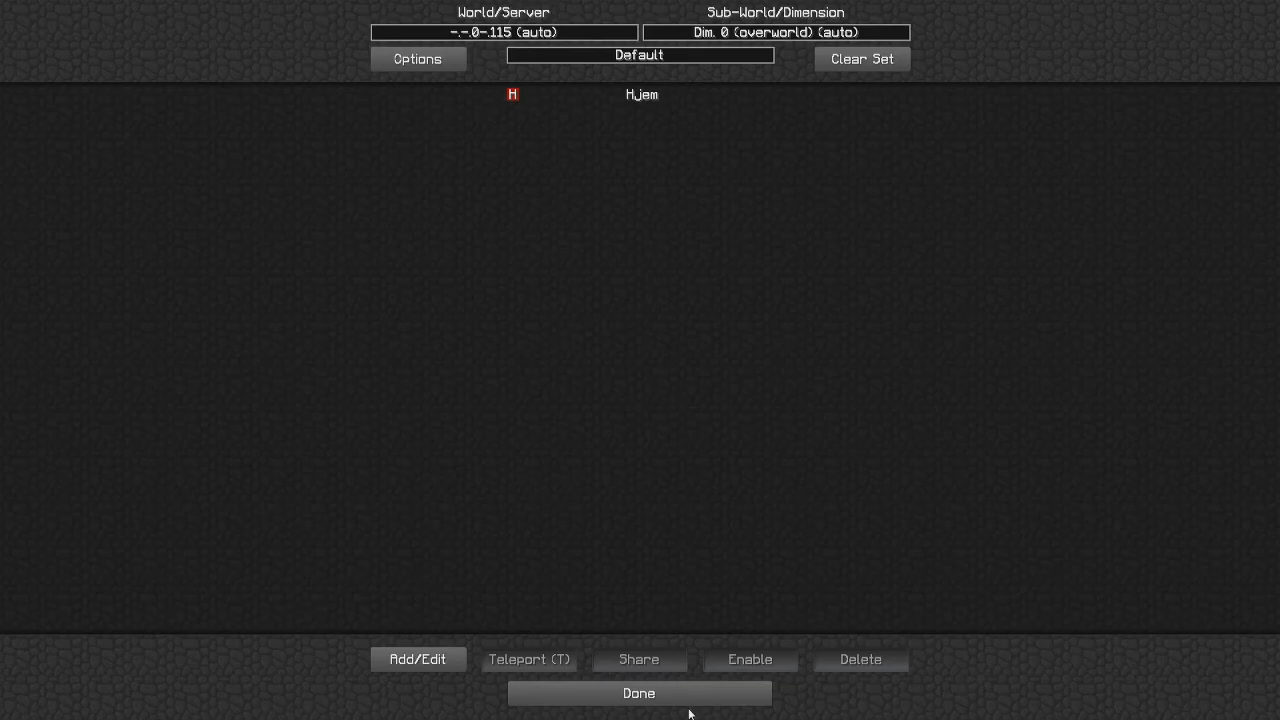 World/Server Sub-World/Dimension
-.-.0-.115 (auto) Dim. 0 (overworld) (auto)
Options Default Clear Set
H Hjem
Add/Edit Teleport (T) Share Enable Delete
Done